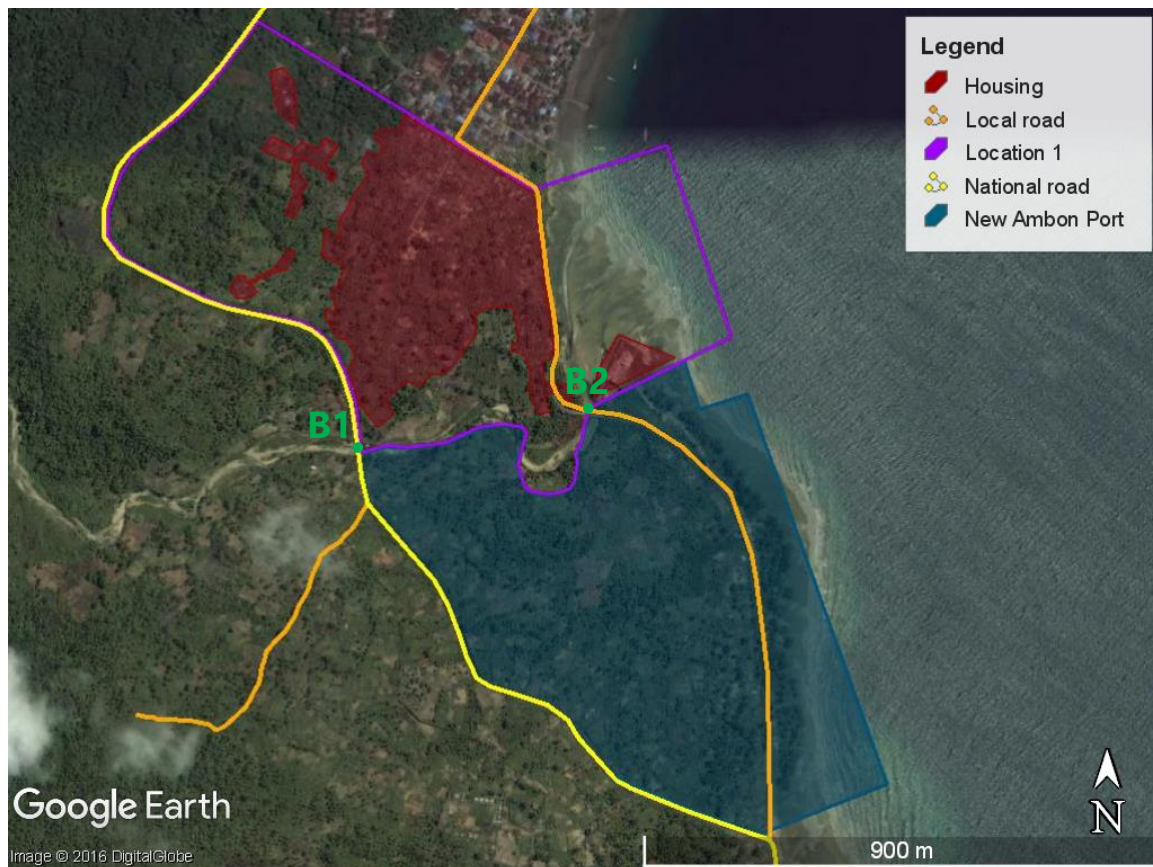 Legend
Housing
Local road
Location 1
National road
New Ambon Port
B2
B1
Google Earth
N
900 m
Image © 2016 DigitalGlobe